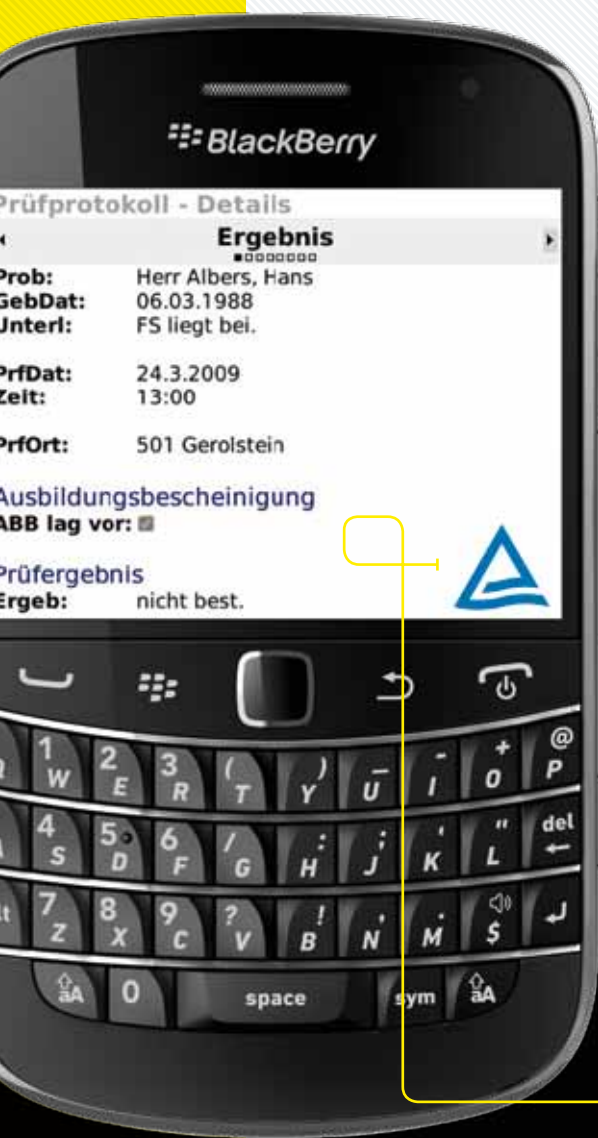 BlackBerry
Prüfprotokoll - Details
Ergebnis
Prob: Herr Albers, Hans
GebDat: 06.03.1988
Unterl: FS liegt bei.
PrfDat: 24.3.2009
Zeit: 13:00
PrfOrt: 501 Gerolstein
Ausbildungsbescheinigung
ABB lag vor:
Prüfergebnis
Ergeb: nicht best.
1 W 2 E 3 R ( T ) Y _ U - I + O @ P
4 S 5 D 6 F / G : H ; J ' K " L del
7 Z 8 X 9 C ? V ! B , N . M $
aA 0 space sym aA